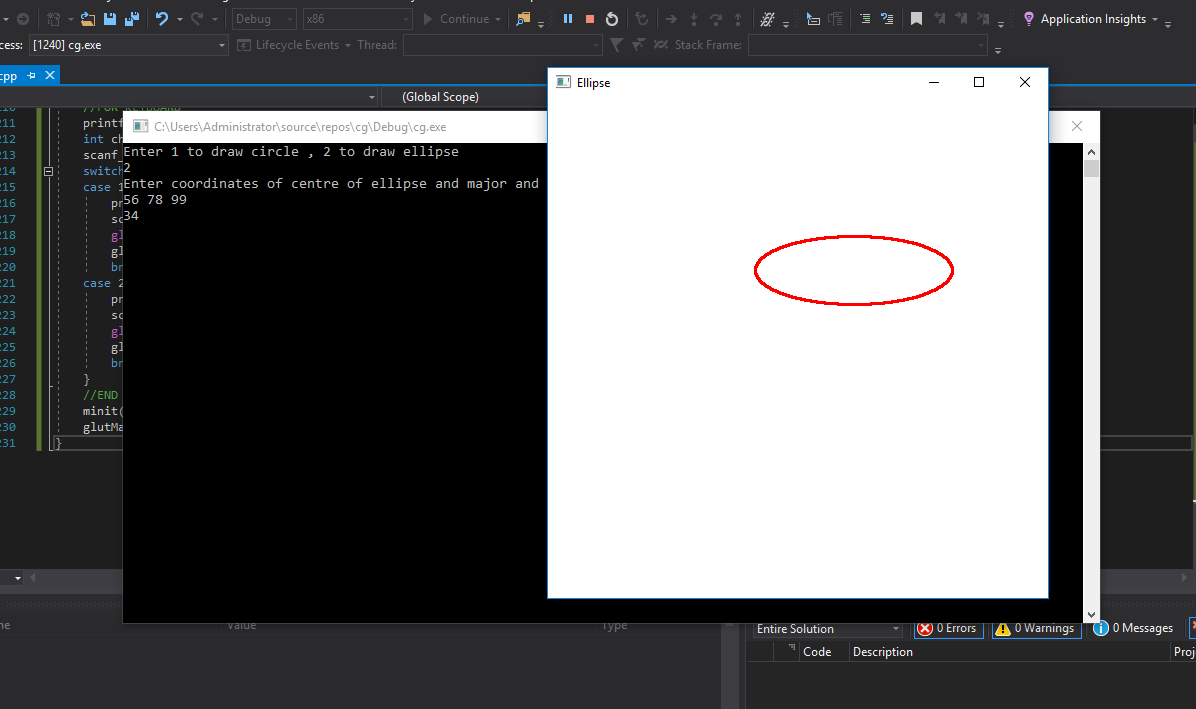 Debug x86 Continue Application Insights
cess: [1240] cg.exe Lifecycle Events Thread: Stack Frame:
cpp
(Global Scope)
Ellipse
C:\Users\Administrator\source\repos\cg\Debug\cg.exe
Enter 1 to draw circle , 2 to draw ellipse
2
Enter coordinates of centre of ellipse and major and
56 78 99
34
211 printf
212 int ch
213 scanf_
214 switch
215 case 1
216 pr
217 sc
218 gl
219 gl
220 br
221 case 2
222 pr
223 sc
224 gl
225 gl
226 br
227 }
228 //END
229 minit(
230 glutMa
231 }
Value Type
Entire Solution 0 Errors 0 Warnings 0 Messages
Code Description Proj